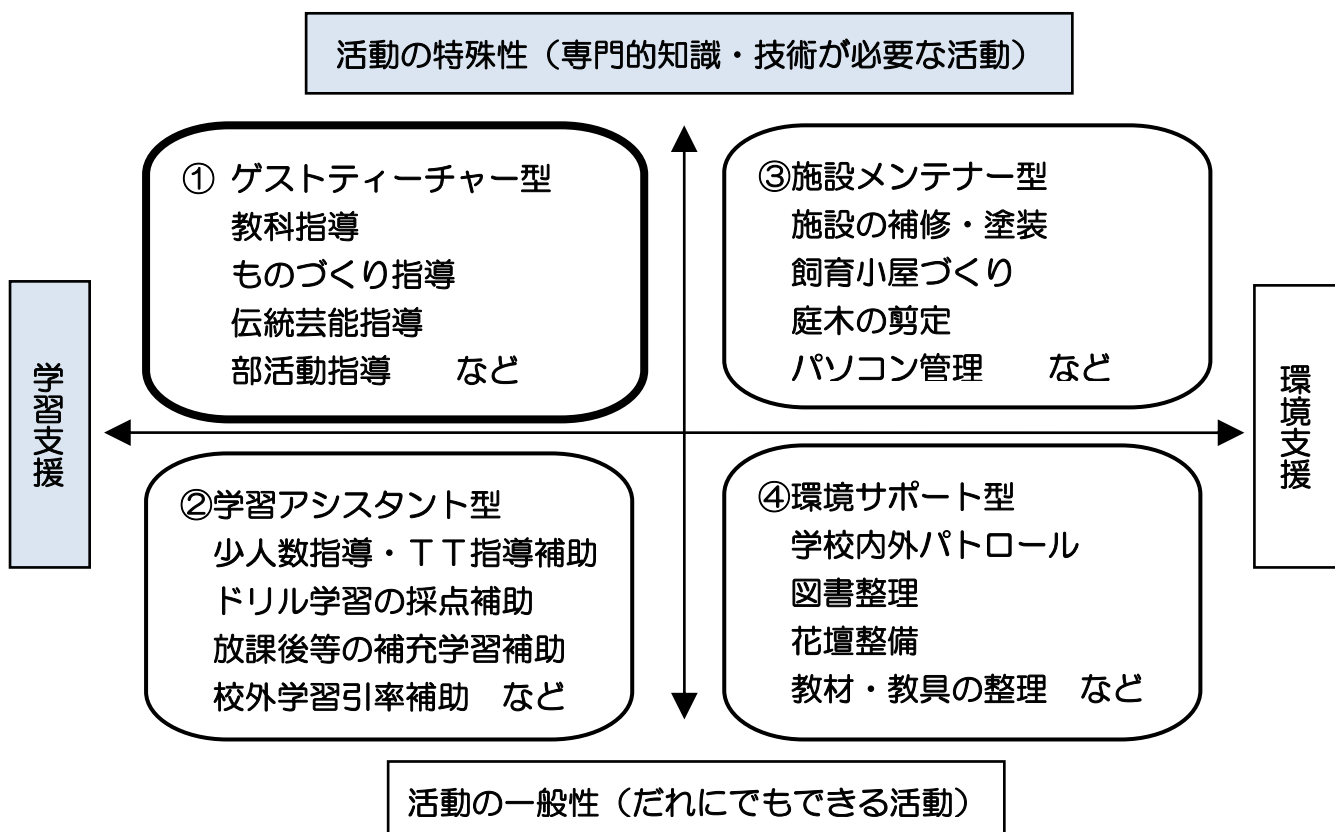 活動の特殊性（専門的知識・技術が必要な活動）
① ゲストティーチャー型
教科指導
ものづくり指導
伝統芸能指導
部活動指導　　など
③施設メンテナー型
施設の補修・塗装
飼育小屋づくり
庭木の剪定
パソコン管理　　など
学習支援
環境支援
②学習アシスタント型
少人数指導・ＴＴ指導補助
ドリル学習の採点補助
放課後等の補充学習補助
校外学習引率補助　など
④環境サポート型
学校内外パトロール
図書整理
花壇整備
教材・教具の整理　など
活動の一般性（だれにでもできる活動）